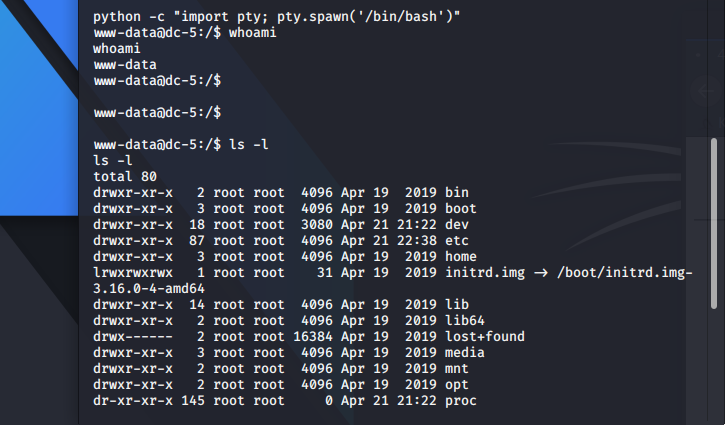 python -c "import pty; pty.spawn('/bin/bash')"
www-data@dc-5:/$ whoami
whoami
www-data
www-data@dc-5:/$
www-data@dc-5:/$
www-data@dc-5:/$ ls -l
ls -l
total 80
drwxr-xr-x   2 root root  4096 Apr 19  2019 bin
drwxr-xr-x   3 root root  4096 Apr 19  2019 boot
drwxr-xr-x  18 root root  3080 Apr 21 21:22 dev
drwxr-xr-x  87 root root  4096 Apr 21 22:38 etc
drwxr-xr-x   3 root root  4096 Apr 19  2019 home
lrwxrwxrwx   1 root root    31 Apr 19  2019 initrd.img → /boot/initrd.img-
3.16.0-4-amd64
drwxr-xr-x  14 root root  4096 Apr 19  2019 lib
drwxr-xr-x   2 root root  4096 Apr 19  2019 lib64
drwx------   2 root root 16384 Apr 19  2019 lost+found
drwxr-xr-x   3 root root  4096 Apr 19  2019 media
drwxr-xr-x   2 root root  4096 Apr 19  2019 mnt
drwxr-xr-x   2 root root  4096 Apr 19  2019 opt
dr-xr-xr-x 145 root root     0 Apr 21 21:22 proc